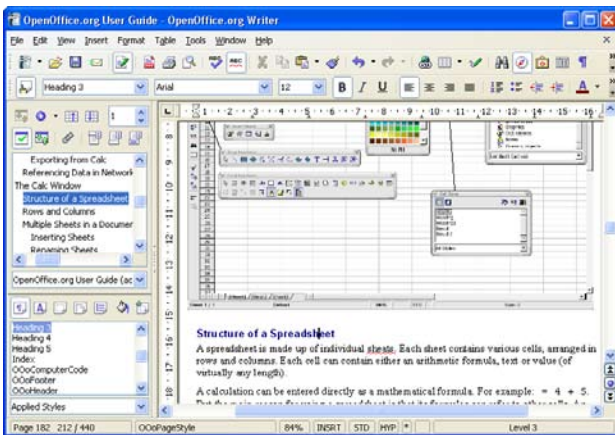 OpenOffice.org User Guide - OpenOffice.org Writer
File Edit View Insert Format Table Tools Window Help
Heading 3 Arial 12 B I U A
1
Exporting from Calc
Referencing Data in Network
The Calc Window
Structure of a Spreadsheet
Rows and Columns
Multiple Sheets in a Documen
Inserting Sheets
Renaming Sheets
OpenOffice.org User Guide (ac
Heading 3
Heading 4
Heading 5
Index
OOoComputerCode
OOoFooter
OOoHeader
Applied Styles
Structure of a Spreadsheet
A spreadsheet is made up of individual sheets. Each sheet contains various cells, arranged in
rows and columns. Each cell can contain either an arithmetic formula, text or value (of
virtually any length).
A calculation can be entered directly as a mathematical formula. For example: = 4 + 5.
Page 182 212 / 440 OOoPageStyle 84% INSRT STD HYP * Level 3